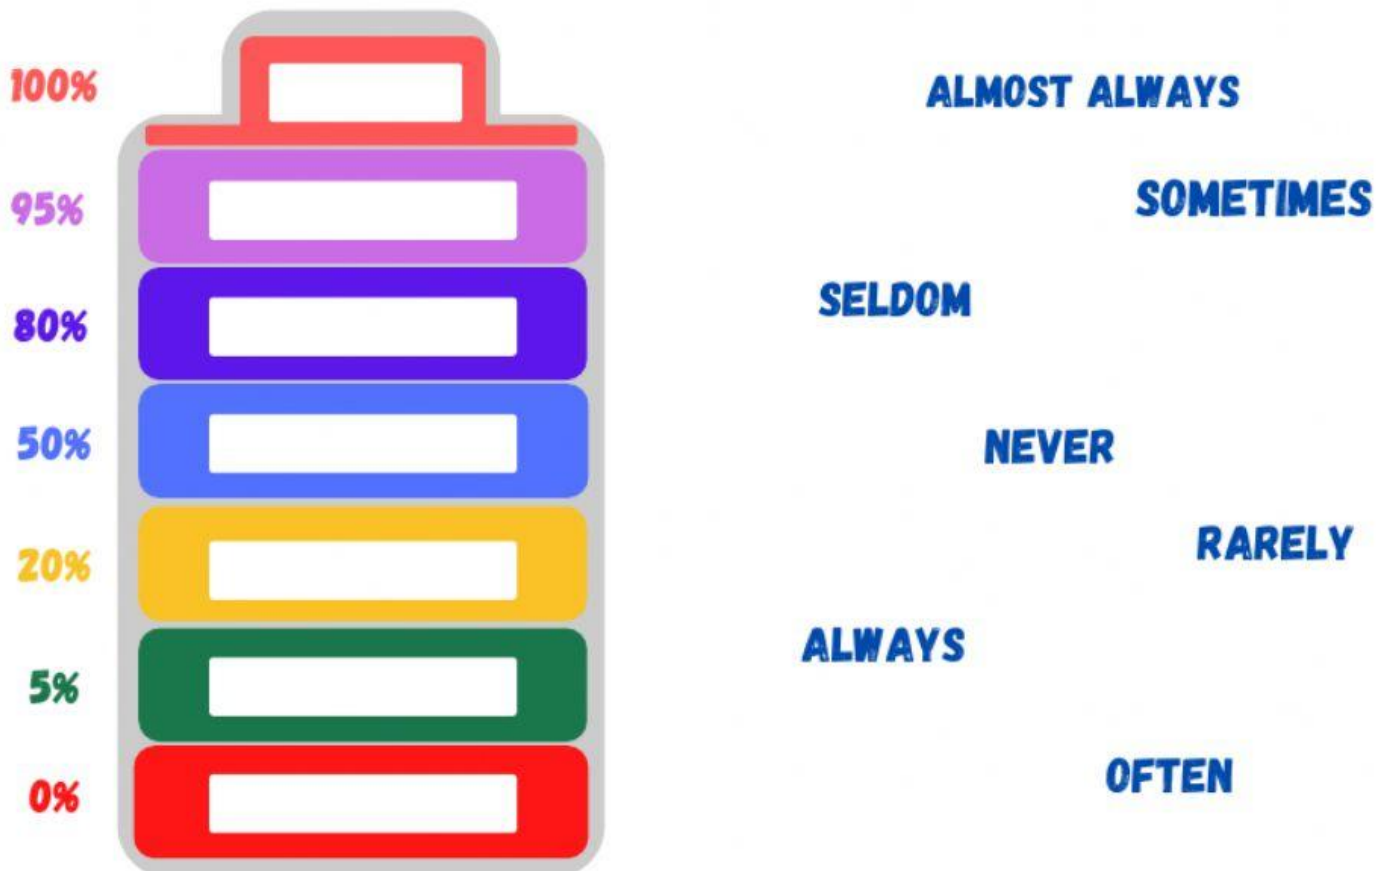 100%
ALMOST ALWAYS
95%
SOMETIMES
SELDOM
80%
50%
NEVER
RARELY
20%
ALWAYS
5%
OFTEN
0%